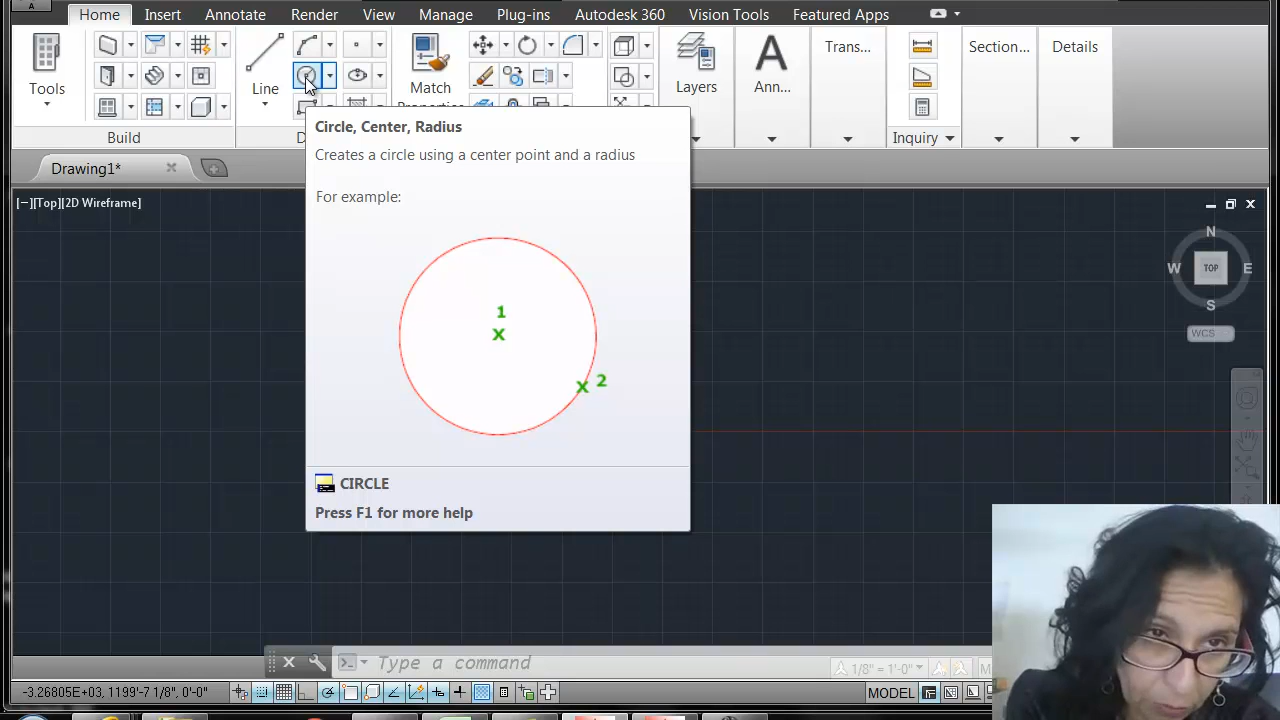 A
Home Insert Annotate Render View Manage Plug-ins Autodesk 360 Vision Tools Featured Apps
Tools Line Match Layers A Ann... Trans... Section... Details
Build Inquiry
Drawing1*
Circle, Center, Radius
Creates a circle using a center point and a radius
For example:
1
X
X 2
CIRCLE
Press F1 for more help
[−][Top][2D Wireframe]
N
W TOP E
S
WCS
Type a command
1/8" = 1'-0"
-3.26805E+03, 1199'-7 1/8", 0'-0" MODEL